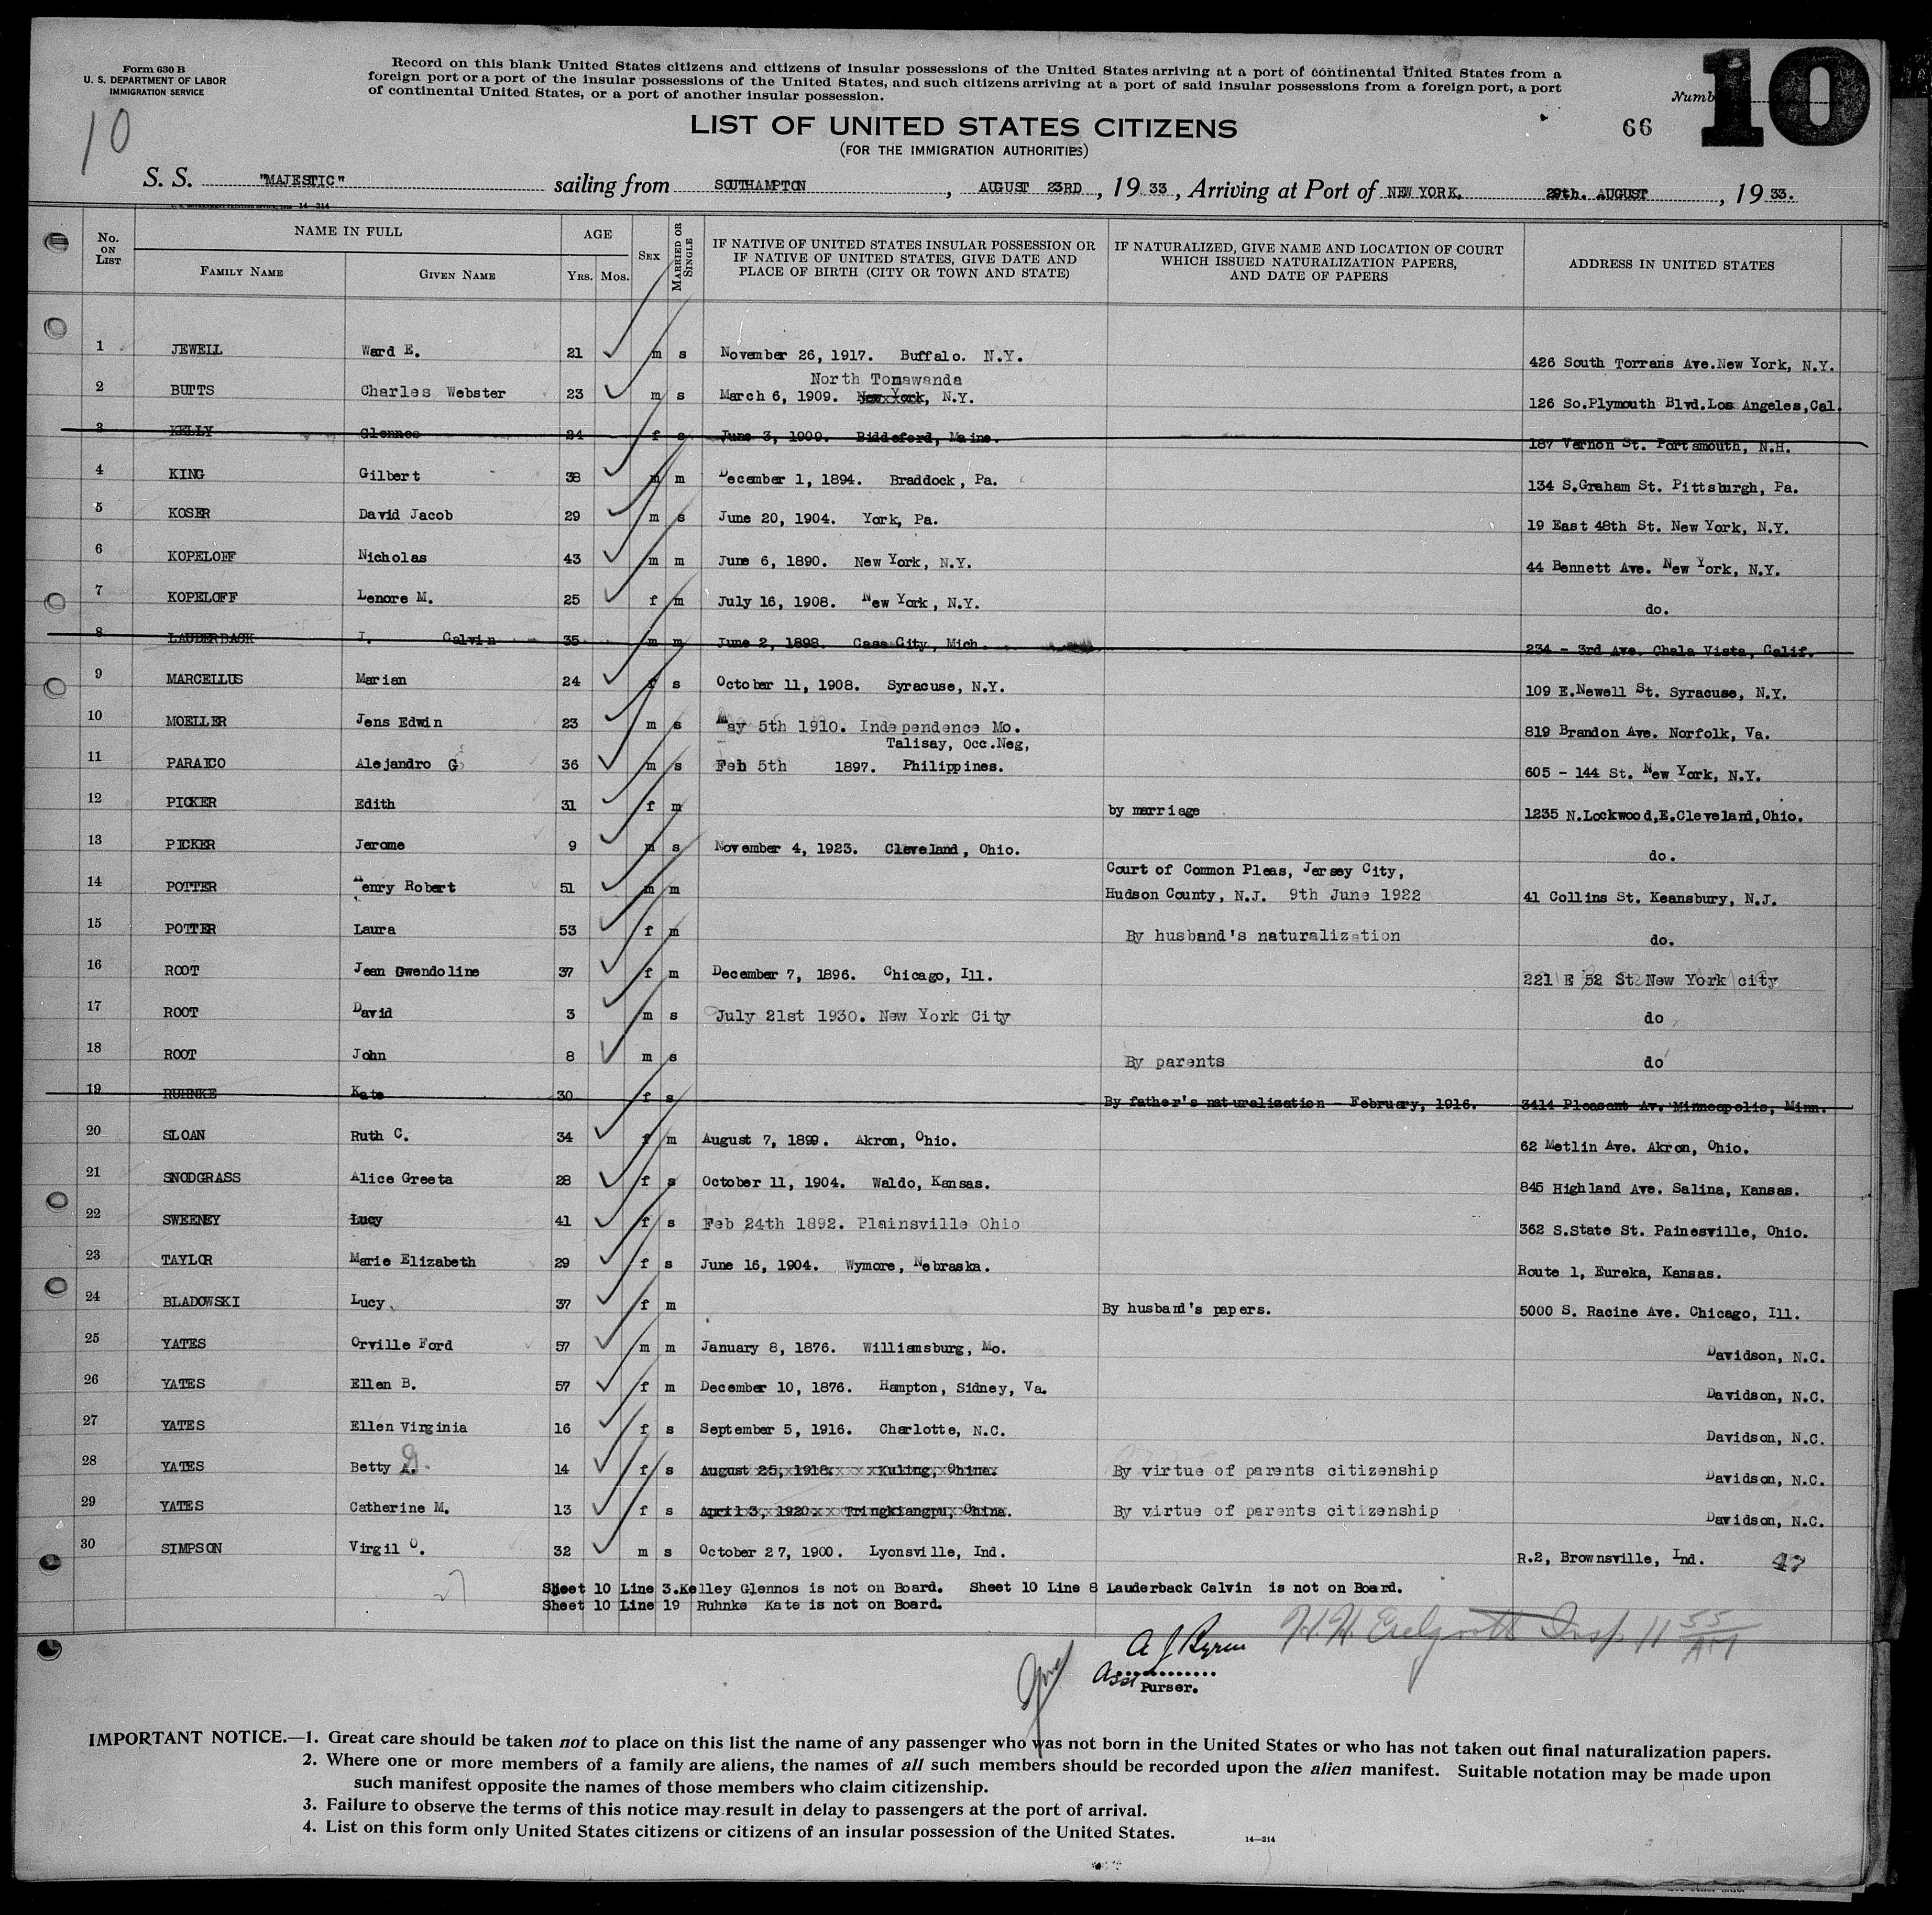 Form 630 B
U. S. DEPARTMENT OF LABOR
IMMIGRATION SERVICE
10
Record on this blank United States citizens and citizens of insular possessions of the United States arriving at a port of continental United States from a
foreign port or a port of the insular possessions of the United States, and such citizens arriving at a port of said insular possessions from a foreign port, a port
of continental United States, or a port of another insular possession.
Numb
10
66
LIST OF UNITED STATES CITIZENS
(FOR THE IMMIGRATION AUTHORITIES)
S. S. "MAJESTIC" sailing from SOUTHAMPTON, AUGUST 23RD, 19 33, Arriving at Port of NEW YORK. 29th. AUGUST, 19 33.
14—214
No. ON LIST
NAME IN FULL
FAMILY NAME
GIVEN NAME
AGE
YRS. MOS.
SEX
MARRIED OR SINGLE
IF NATIVE OF UNITED STATES INSULAR POSSESSION OR
IF NATIVE OF UNITED STATES, GIVE DATE AND
PLACE OF BIRTH (CITY OR TOWN AND STATE)
IF NATURALIZED, GIVE NAME AND LOCATION OF COURT
WHICH ISSUED NATURALIZATION PAPERS,
AND DATE OF PAPERS
ADDRESS IN UNITED STATES
1 JEWELL Ward E. 21 m s November 26, 1917. Buffalo. N.Y. 426 South Torrans Ave.New York, N.Y.
North Tonawanda
2 BUTTS Charles Webster 23 m s March 6, 1909. New York, N.Y. 126 So.Plymouth Blvd.Los Angeles,Cal.
3 KELLY Glennos 24 f s June 3, 1909. Biddeford, Maine. 187 Vernon St. Portsmouth, N.H.
4 KING Gilbert 38 m m December 1, 1894. Braddock, Pa. 134 S.Graham St. Pittsburgh, Pa.
5 KOSER David Jacob 29 m s June 20, 1904. York, Pa. 19 East 48th St. New York, N.Y.
6 KOPELOFF Nicholas 43 m m June 6, 1890. New York, N.Y. 44 Bennett Ave. New York, N.Y.
7 KOPELOFF Lenore M. 25 f m July 16, 1908. New York, N.Y. do.
8 LAUDERBACK I. Calvin 35 m m June 2, 1898. Cass City, Mich. 234 - 3rd Ave. Chala Vista, Calif.
9 MARCELLUS Marian 24 f s October 11, 1908. Syracuse, N.Y. 109 E.Newell St. Syracuse, N.Y.
10 MOELLER Jens Edwin 23 m s May 5th 1910. Independence Mo. 819 Brandon Ave. Norfolk, Va.
Talisay, Occ.Neg,
11 PARAICO Alejandro G 36 m s Feb 5th 1897. Philippines. 605 - 144 St. New York, N.Y.
12 PICKER Edith 31 f m by marriage 1235 N.Lockwood,E.Cleveland,Ohio.
13 PICKER Jerome 9 m s November 4, 1923. Cleveland, Ohio. do.
Court of Common Pleas, Jersey City,
14 POTTER Henry Robert 51 m m Hudson County, N.J. 9th June 1922 41 Collins St. Keansbury, N.J.
15 POTTER Laura 53 f m By husband's naturalization do.
16 ROOT Jean Gwendoline 37 f m December 7, 1896. Chicago, Ill. 221 E 52 St New York city
17 ROOT David 3 m s July 21st 1930. New York City do
18 ROOT John 8 m s By parents do
19 RUHNKE Kate 30 f s By father's naturalization - February, 1916. 3414 Pleasant Av. Minneapolis, Minn.
20 SLOAN Ruth C. 34 f m August 7, 1899. Akron, Ohio. 62 Metlin Ave. Akron, Ohio.
21 SNODGRASS Alice Greeta 28 f s October 11, 1904. Waldo, Kansas. 845 Highland Ave. Salina, Kansas.
22 SWEENEY Lucy 41 f s Feb 24th 1892. Plainsville Ohio 362 S.State St. Painesville, Ohio.
23 TAYLOR Marie Elizabeth 29 f s June 16, 1904. Wymore, Nebraska. Route 1, Eureka, Kansas.
24 BLADOWSKI Lucy. 37 f m By husband's papers. 5000 S. Racine Ave. Chicago, Ill.
25 YATES Orville Ford 57 m m January 8, 1876. Williamsburg, Mo. Davidson, N.C.
26 YATES Ellen B. 57 f m December 10, 1876. Hampton, Sidney, Va. Davidson, N.C.
27 YATES Ellen Virginia 16 f s September 5, 1916. Charlotte, N.C. Davidson, N.C.
28 YATES Betty G. 14 f s August 25, 1918. Kuling, China. By virtue of parents citizenship Davidson, N.C.
29 YATES Catherine M. 13 f s April 3, 1920. Tringkiangpu, China. By virtue of parents citizenship Davidson, N.C.
30 SIMPSON Virgil O. 32 m s October 27, 1900. Lyonsville, Ind. R.2, Brownsville, Ind. 47
Sheet 10 Line 3.Kelley Glennos is not on Board. Sheet 10 Line 8 Lauderback Calvin is not on Board.
Sheet 10 Line 19 Ruhnke Kate is not on Board.
27
Insp 11 55 AM
A J
Asst
Purser.
IMPORTANT NOTICE.—1. Great care should be taken not to place on this list the name of any passenger who was not born in the United States or who has not taken out final naturalization papers.
2. Where one or more members of a family are aliens, the names of all such members should be recorded upon the alien manifest. Suitable notation may be made upon
such manifest opposite the names of those members who claim citizenship.
3. Failure to observe the terms of this notice may result in delay to passengers at the port of arrival.
4. List on this form only United States citizens or citizens of an insular possession of the United States.
14—214